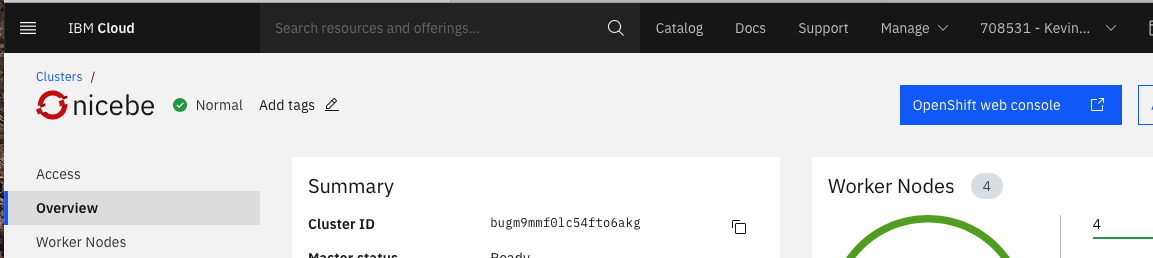 IBM Cloud
Search resources and offerings...
Catalog
Docs
Support
Manage
708531 - Kevin...
Clusters /
nicebe
Normal
Add tags
OpenShift web console
Access
Overview
Worker Nodes
Summary
Cluster ID
bugm9mmf0lc54fto6akg
Master status
Ready
Worker Nodes
4
4